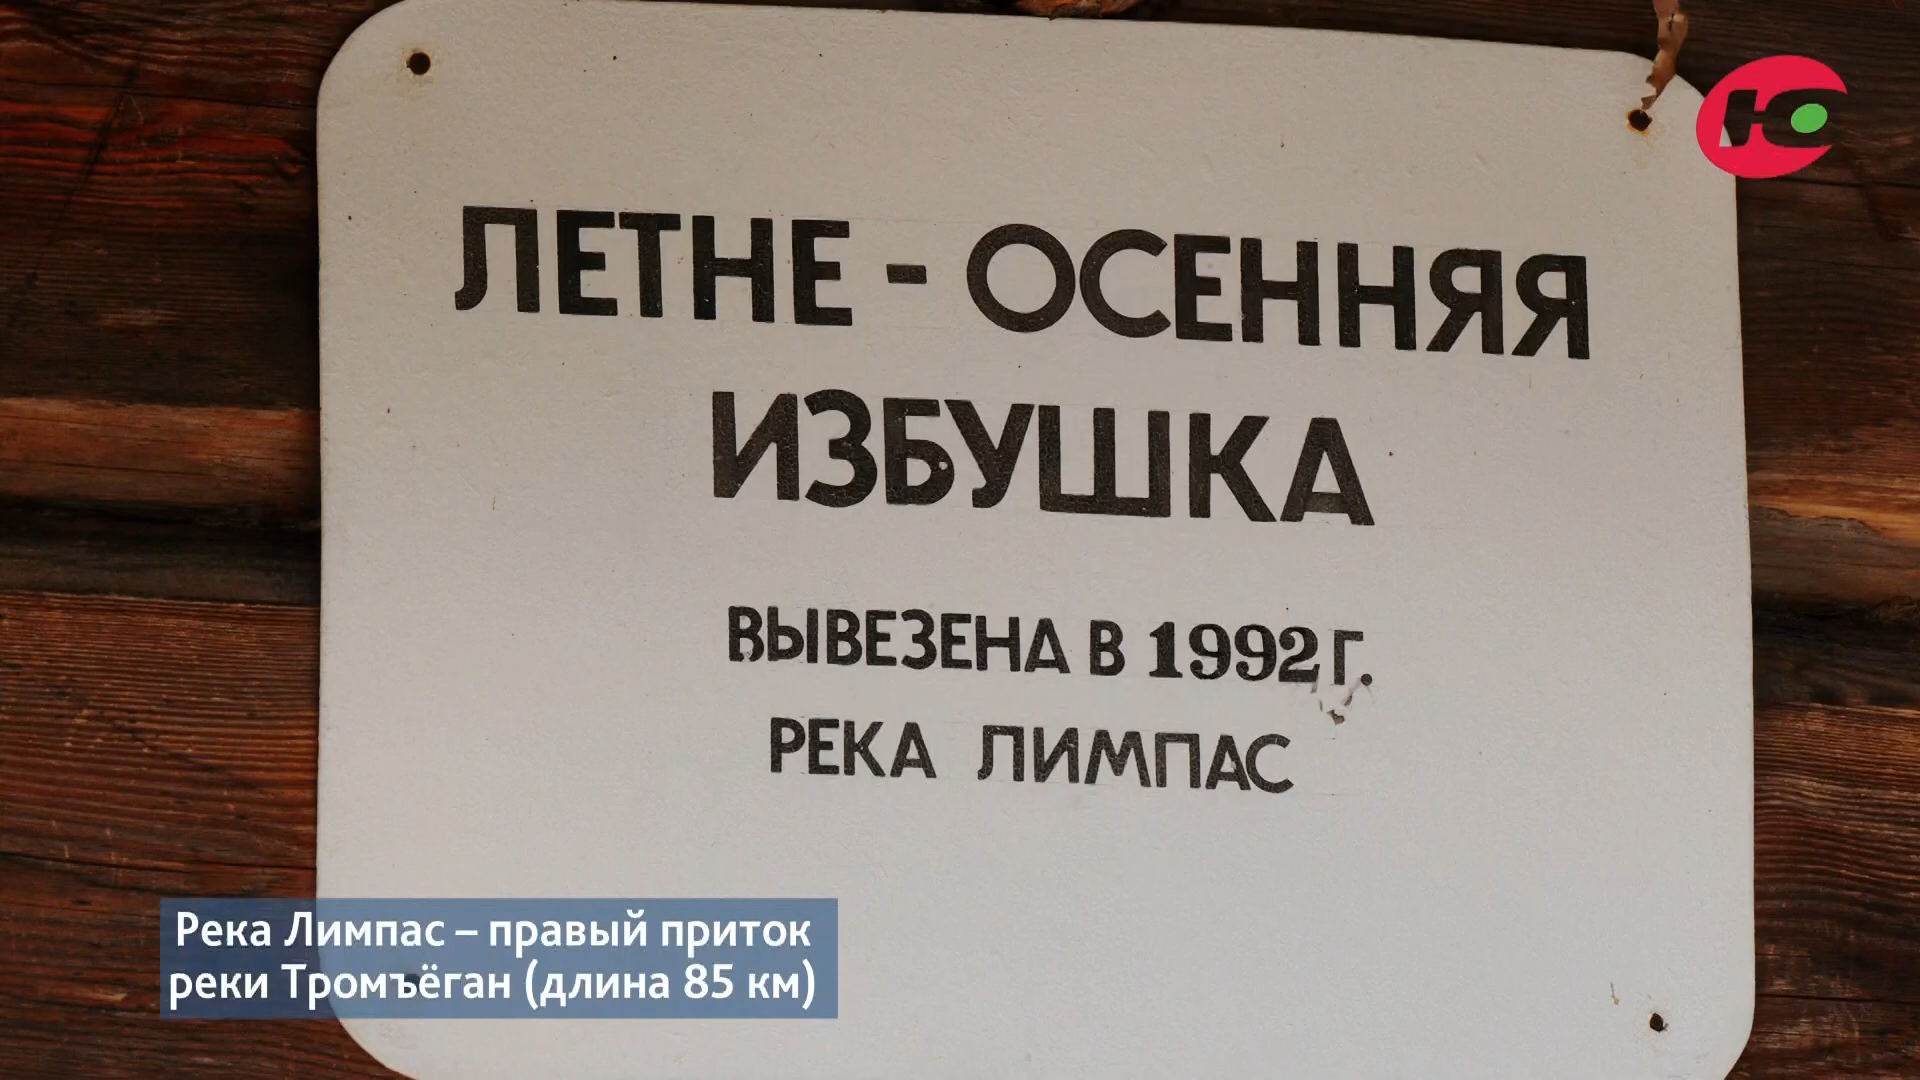 ЛЕТНЕ - ОСЕННЯЯ
ИЗБУШКА
ВЫВЕЗЕНА В 1992 Г.
РЕКА ЛИМПАС
Река Лимпас – правый приток
реки Тромъёган (длина 85 км)
Ю